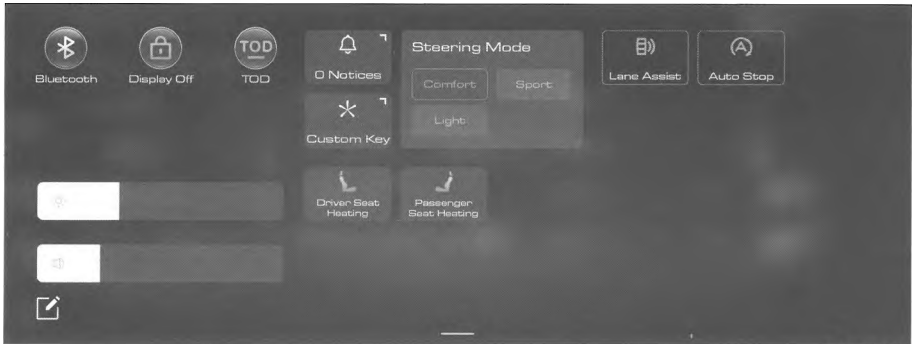 TOD
Bluetooth
Display Off
TOD
0 Notices
Custom Key
Steering Mode
Comfort
Sport
Light
Lane Assist
Auto Stop
A
Driver Seat
Heating
Passenger
Seat Heating